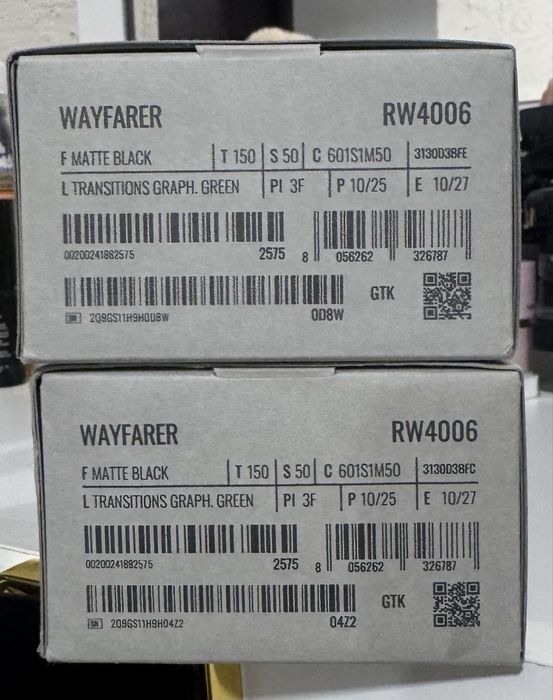 WAYFARER RW4006
F MATTE BLACK T 150 S 50 C 601S1M50 3130D38FE
L TRANSITIONS GRAPH. GREEN PI 3F P 10/25 E 10/27
00200241882575 2575 8 056262 326787
GTK
SN 2Q9GS11H9H0D8W 0D8W
WAYFARER RW4006
F MATTE BLACK T 150 S 50 C 601S1M50 3130D38FC
L TRANSITIONS GRAPH. GREEN PI 3F P 10/25 E 10/27
00200241882575 2575 8 056262 326787
GTK
SN 2Q9GS11H9H04Z2 04Z2